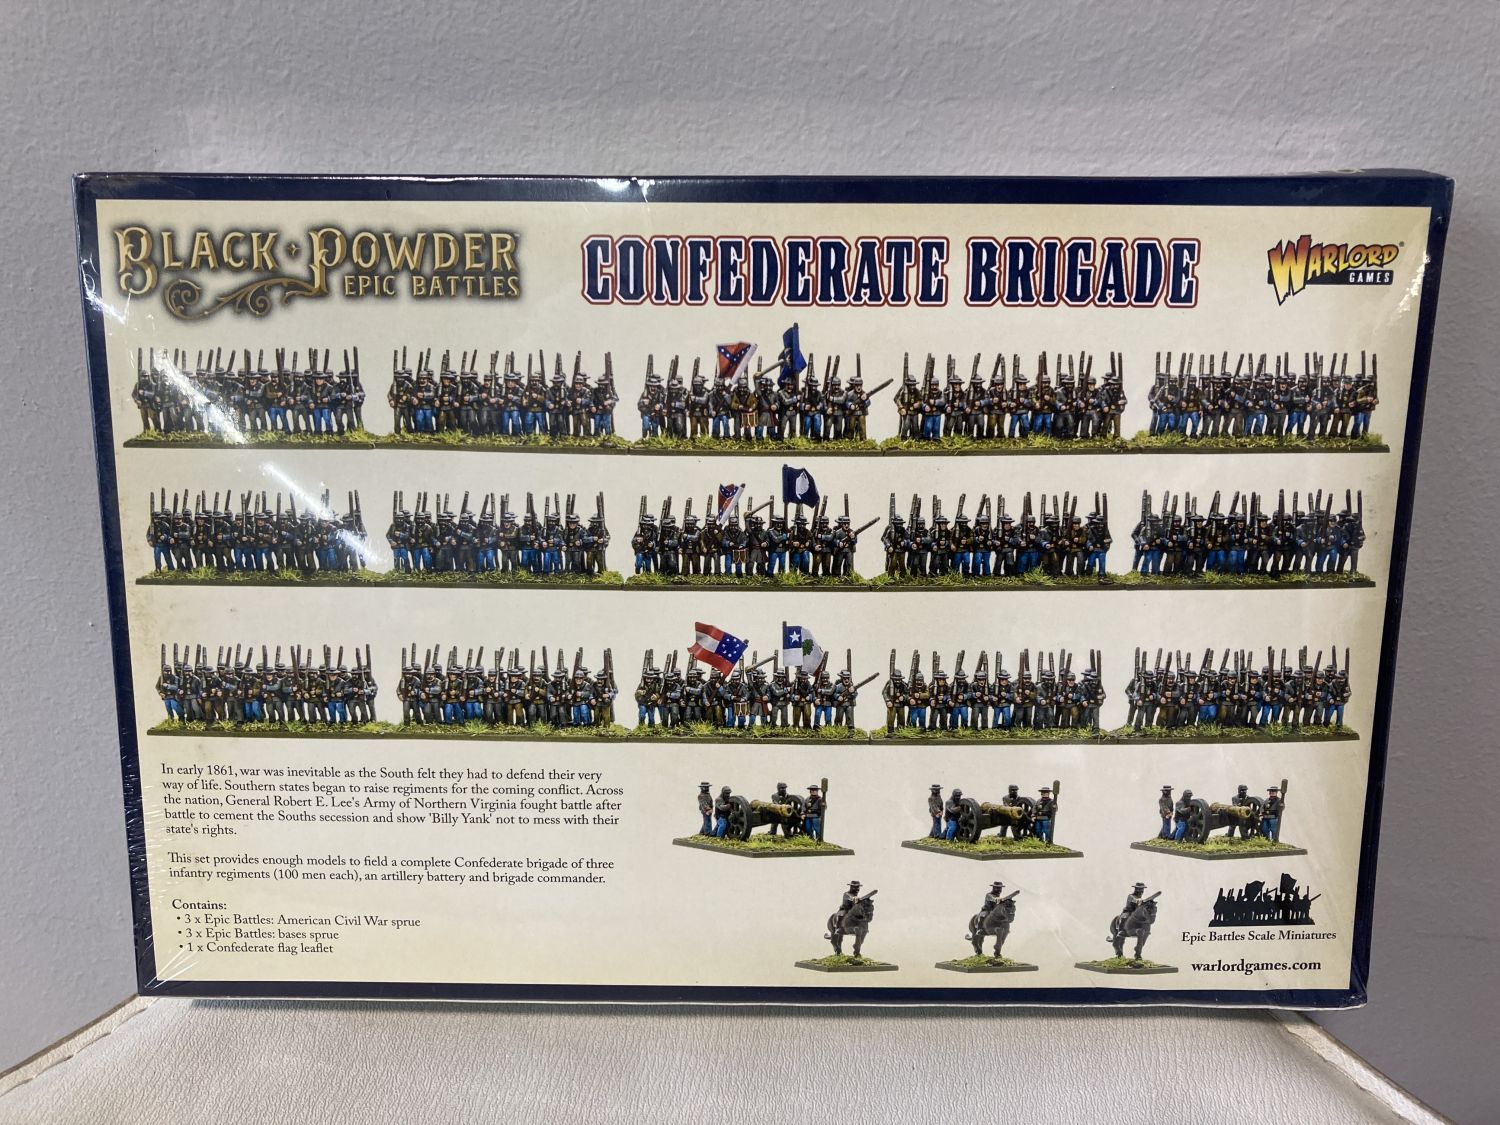 BLACK POWDER
EPIC BATTLES
CONFEDERATE BRIGADE
WARLORD®
GAMES
In early 1861, war was inevitable as the South felt they had to defend their very
way of life. Southern states began to raise regiments for the coming conflict. Across
the nation, General Robert E. Lee's Army of Northern Virginia fought battle after
battle to cement the Souths secession and show 'Billy Yank' not to mess with their
state's rights.
This set provides enough models to field a complete Confederate brigade of three
infantry regiments (100 men each), an artillery battery and brigade commander.
Contains:
• 3 x Epic Battles: American Civil War sprue
• 3 x Epic Battles: bases sprue
• 1 x Confederate flag leaflet
Epic Battles Scale Miniatures
warlordgames.com